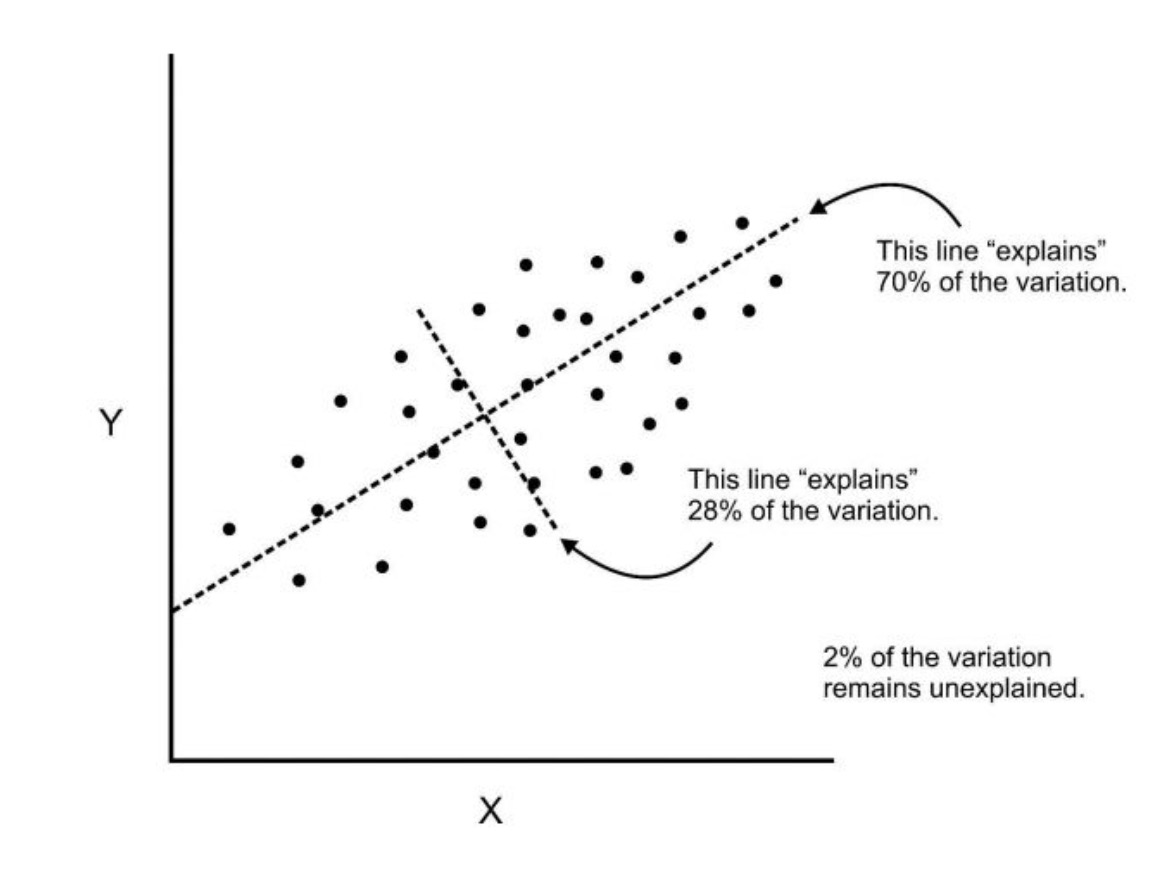 This line “explains”
70% of the variation.
Y
This line “explains”
28% of the variation.
2% of the variation
remains unexplained.
X